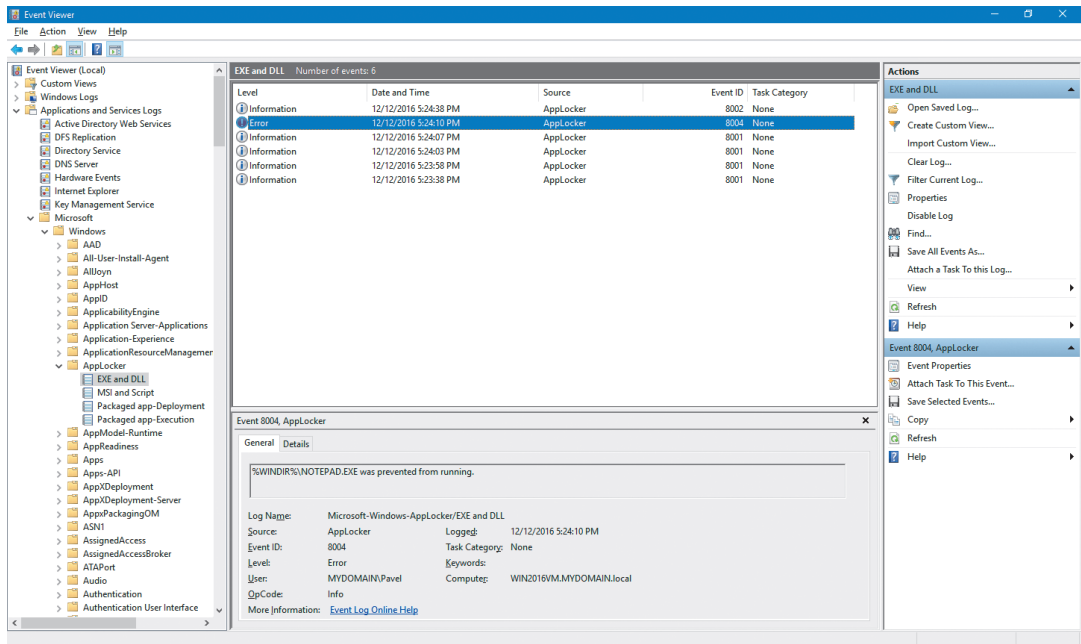 Event Viewer
File Action View Help
Event Viewer (Local)
Custom Views
Windows Logs
Applications and Services Logs
Active Directory Web Services
DFS Replication
Directory Service
DNS Server
Hardware Events
Internet Explorer
Key Management Service
Microsoft
Windows
AAD
All-User-Install-Agent
AllJoyn
AppHost
AppID
ApplicabilityEngine
Application Server-Applications
Application-Experience
ApplicationResourceManagemer
AppLocker
EXE and DLL
MSI and Script
Packaged app-Deployment
Packaged app-Execution
AppModel-Runtime
AppReadiness
Apps
Apps-API
AppXDeployment
AppXDeployment-Server
AppxPackagingOM
ASN1
AssignedAccess
AssignedAccessBroker
ATAPort
Audio
Authentication
Authentication User Interface
EXE and DLL Number of events: 6
Level Date and Time Source Event ID Task Category
Information 12/12/2016 5:24:38 PM AppLocker 8002 None
Error 12/12/2016 5:24:10 PM AppLocker 8004 None
Information 12/12/2016 5:24:07 PM AppLocker 8001 None
Information 12/12/2016 5:24:03 PM AppLocker 8001 None
Information 12/12/2016 5:23:58 PM AppLocker 8001 None
Information 12/12/2016 5:23:38 PM AppLocker 8001 None
Event 8004, AppLocker
General Details
%WINDIR%\NOTEPAD.EXE was prevented from running.
Log Name: Microsoft-Windows-AppLocker/EXE and DLL
Source: AppLocker Logged: 12/12/2016 5:24:10 PM
Event ID: 8004 Task Category: None
Level: Error Keywords:
User: MYDOMAIN\Pavel Computer: WIN2016VM.MYDOMAIN.local
OpCode: Info
More Information: Event Log Online Help
Actions
EXE and DLL
Open Saved Log...
Create Custom View...
Import Custom View...
Clear Log...
Filter Current Log...
Properties
Disable Log
Find...
Save All Events As...
Attach a Task To this Log...
View
Refresh
Help
Event 8004, AppLocker
Event Properties
Attach Task To This Event...
Save Selected Events...
Copy
Refresh
Help